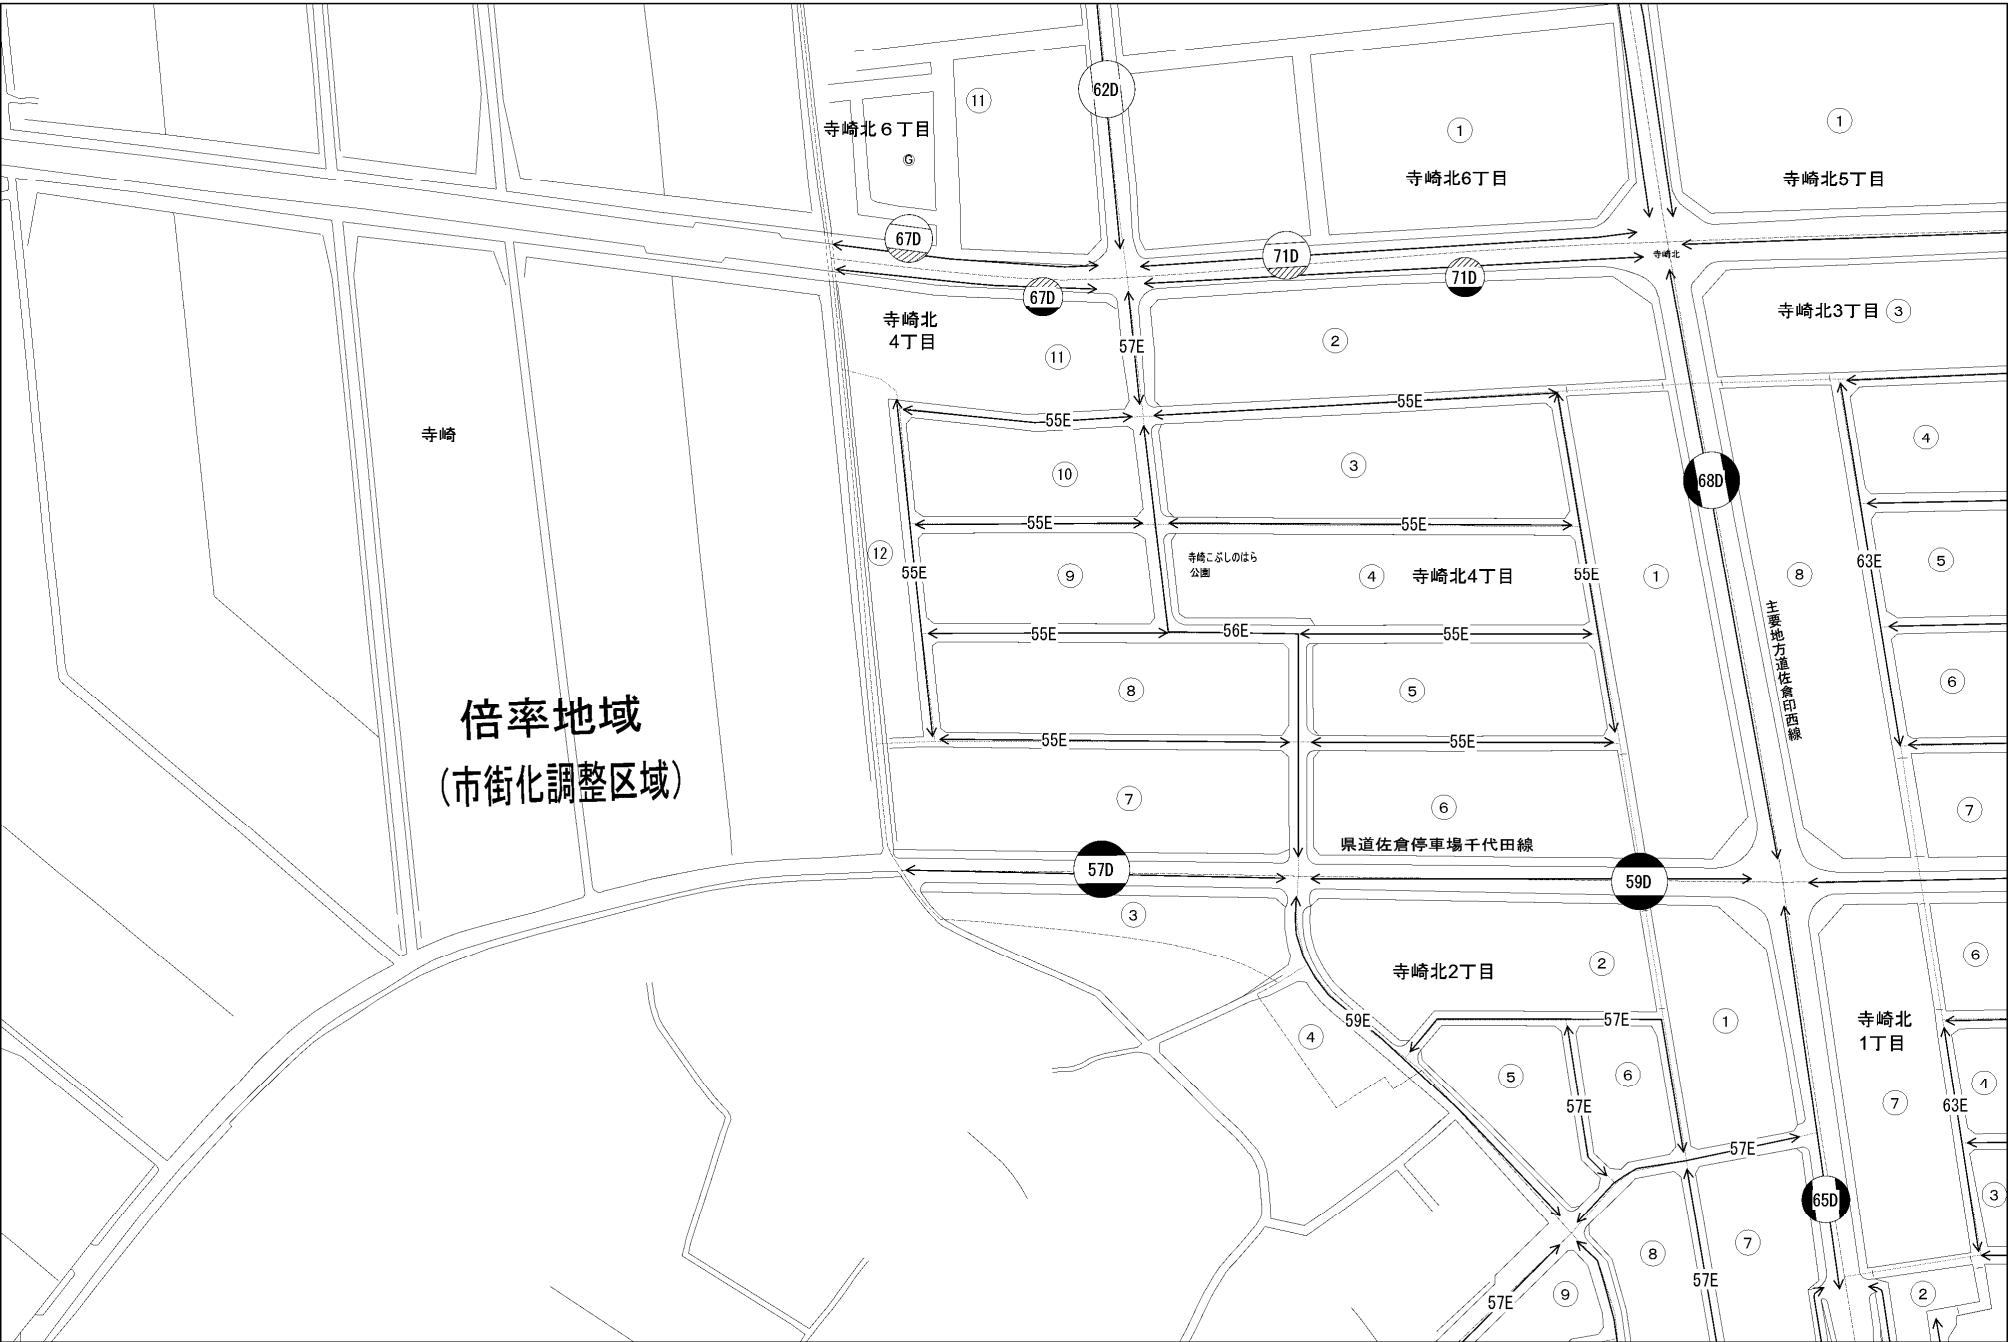 62D
⑪
①
①
寺崎北６丁目
G
寺崎北6丁目
寺崎北5丁目
67D
71D
寺崎北
71D
67D
寺崎北
4丁目
寺崎北3丁目 ③
57E
②
⑪
55E
55E
寺崎
④
③
⑩
68D
55E
55E
⑫
寺崎こぶしのはら
公園
55E
⑨
④
寺崎北4丁目
55E
①
⑧
63E
⑤
主要地方道佐倉印西線
55E
56E
55E
⑧
⑤
⑥
倍率地域
(市街化調整区域)
55E
55E
⑦
⑥
⑦
県道佐倉停車場千代田線
57D
59D
③
寺崎北2丁目
②
⑥
59E
57E
①
寺崎北
1丁目
④
⑤
⑥
④
57E
⑦
63E
57E
65D
③
⑧
⑦
57E
57E
⑨
②